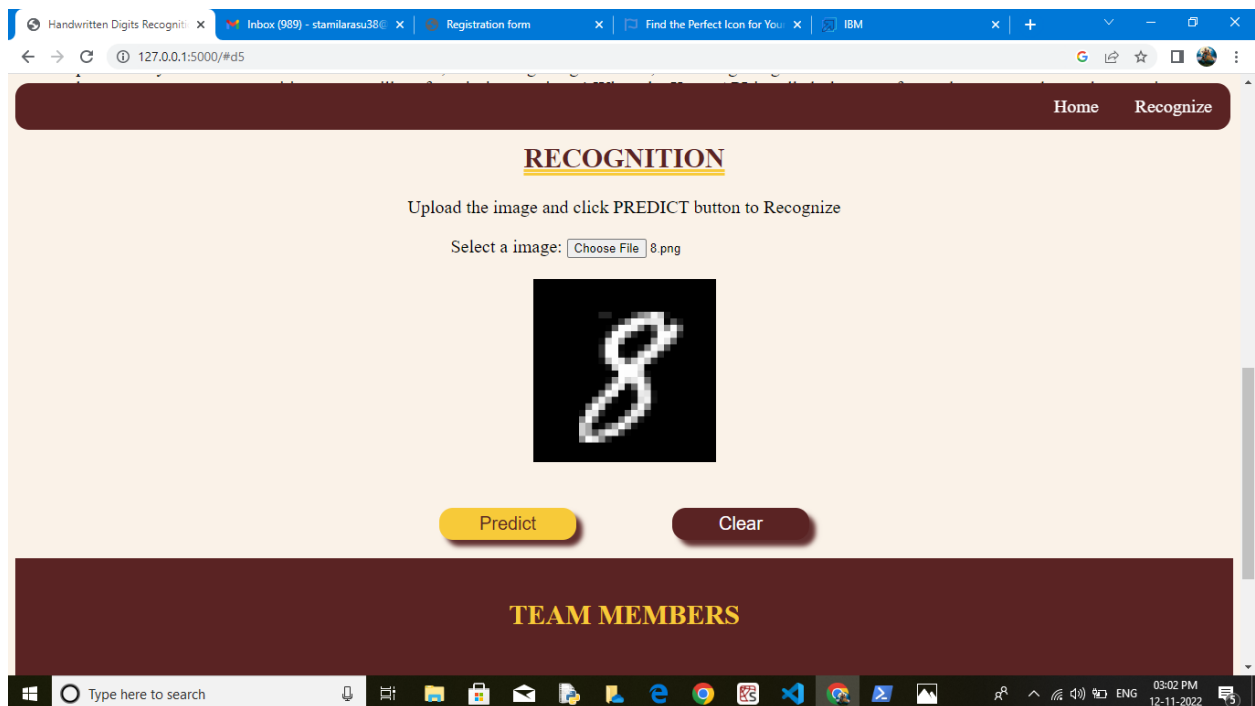 Handwritten Digits Recogniti
Inbox (989) - stamilarasu38@
Registration form
Find the Perfect Icon for You
IBM
127.0.0.1:5000/#d5
Home
Recognize
RECOGNITION
Upload the image and click PREDICT button to Recognize
Select a image: Choose File 8.png
8
Predict
Clear
TEAM MEMBERS
Type here to search
ENG
03:02 PM
12-11-2022
5